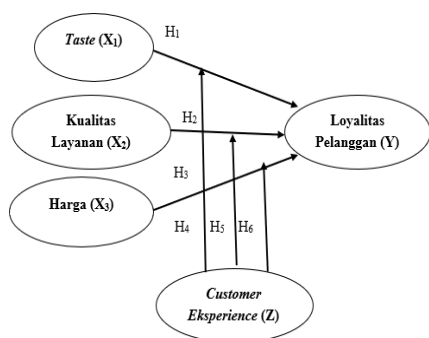 Taste (X₁)
H₁
Kualitas
Layanan (X₂)
H₂
Loyalitas
Pelanggan (Y)
H₃
Harga (X₃)
H₄
H₅
H₆
Customer
Eksperience (Z)